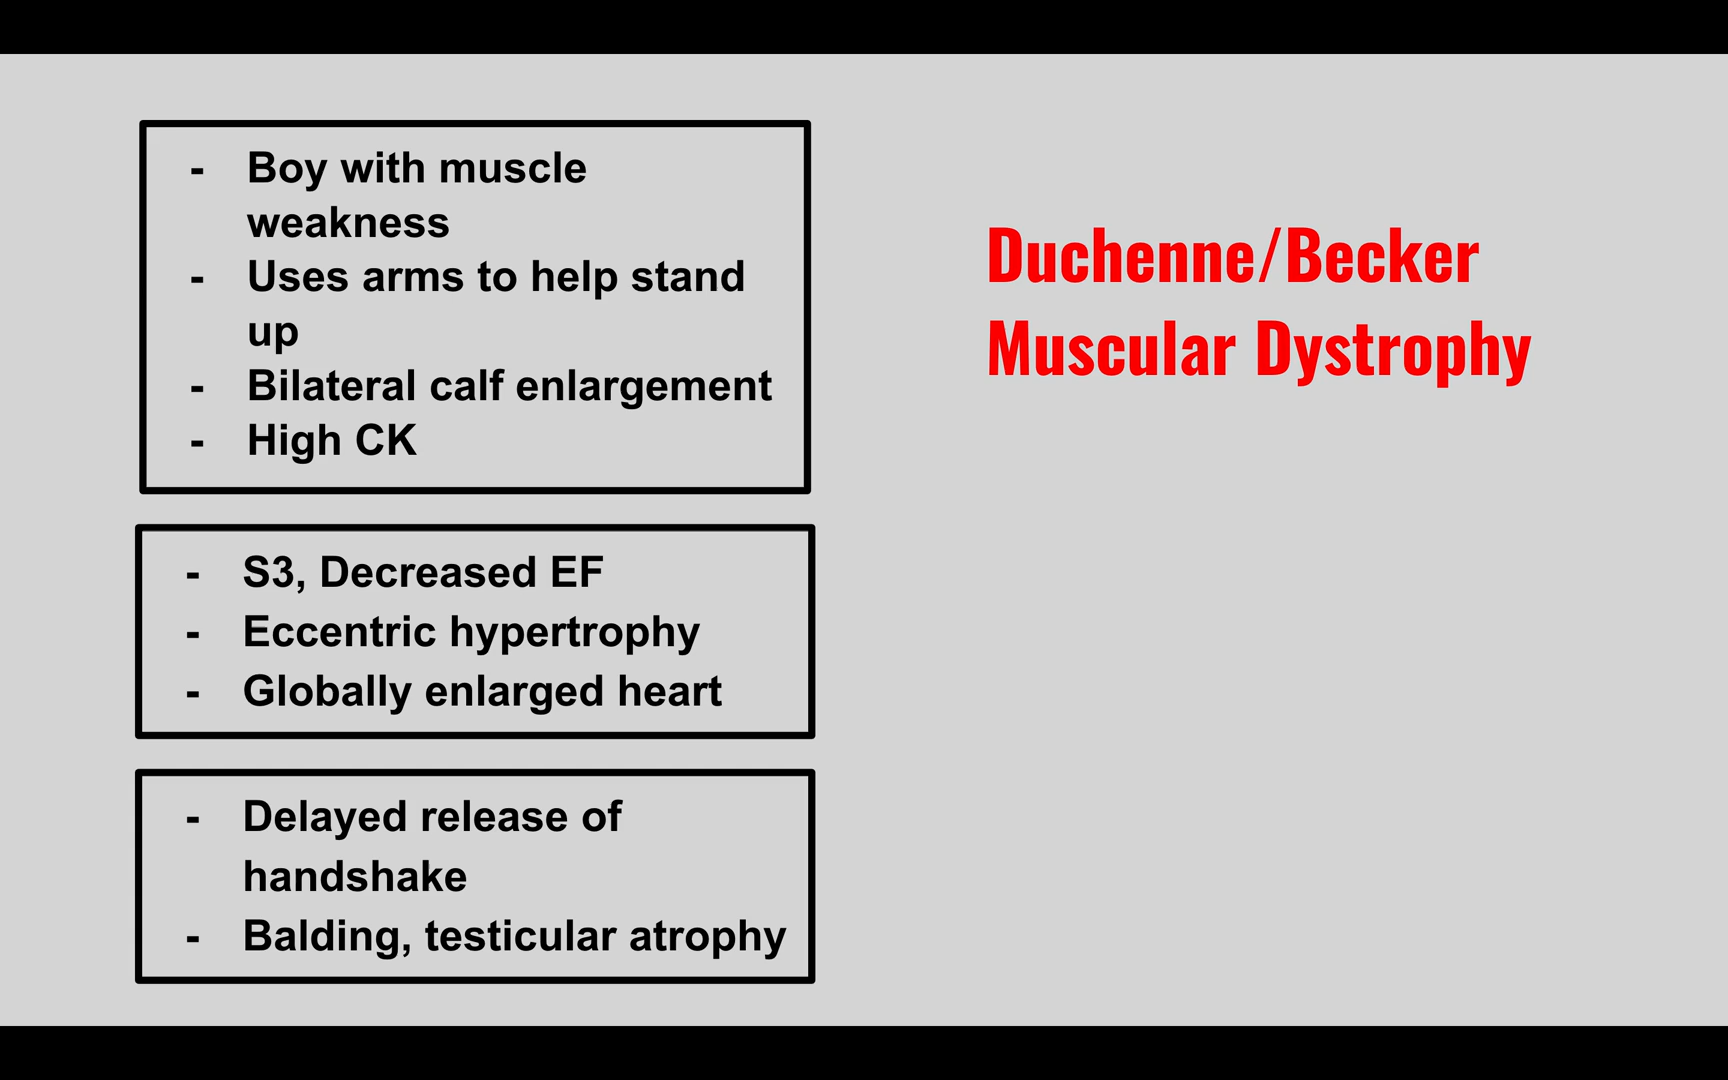 - Boy with muscle
weakness
- Uses arms to help stand
up
- Bilateral calf enlargement
- High CK
Duchenne/Becker
Muscular Dystrophy
- S3, Decreased EF
- Eccentric hypertrophy
- Globally enlarged heart
- Delayed release of
handshake
- Balding, testicular atrophy